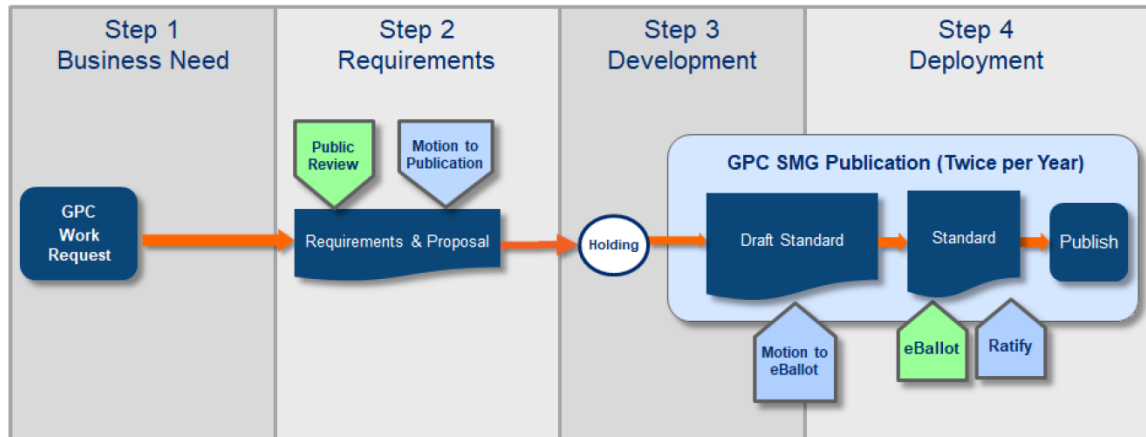 Step 1
Business Need
Step 2
Requirements
Step 3
Development
Step 4
Deployment
Public
Review
Motion to
Publication
GPC SMG Publication (Twice per Year)
GPC
Work
Request
Requirements & Proposal
Holding
Draft Standard
Standard
Publish
Motion to
eBallot
eBallot
Ratify